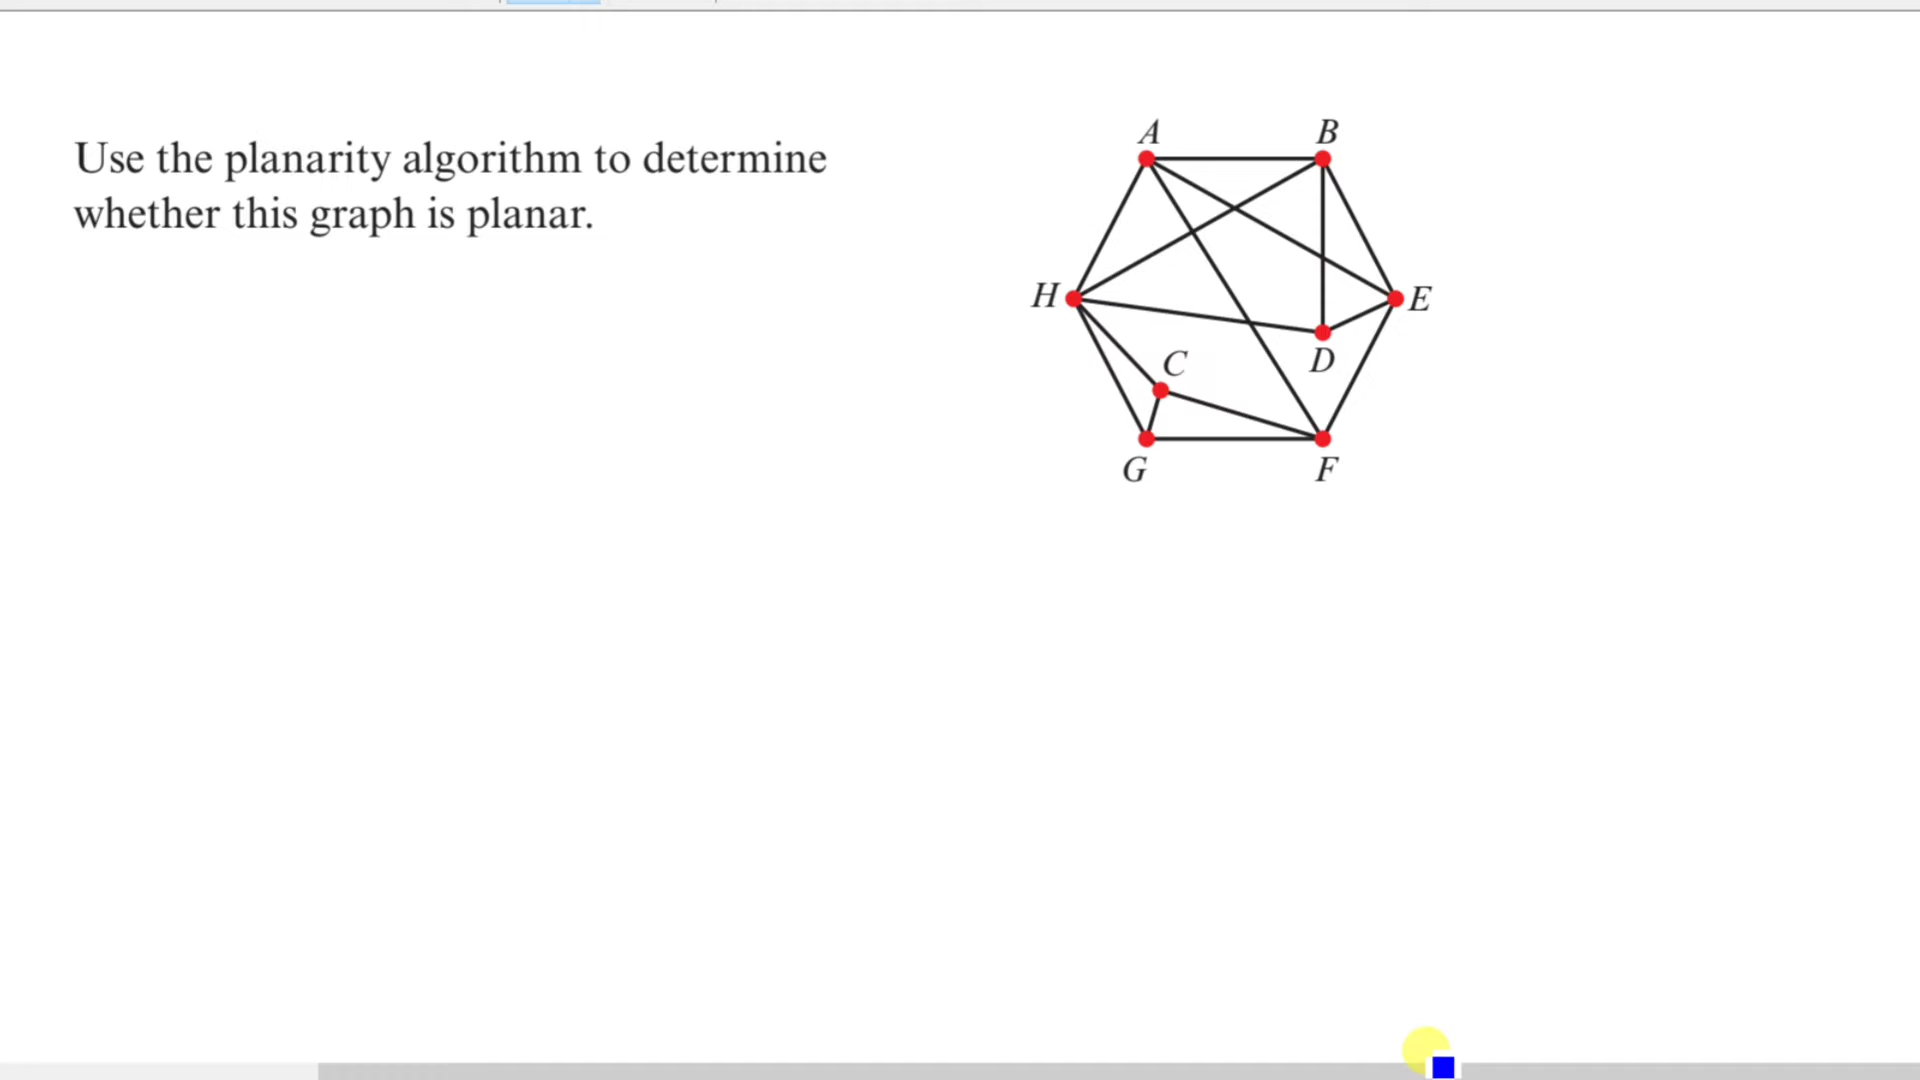 Use the planarity algorithm to determine
whether this graph is planar.
A B
H E
C D
G F